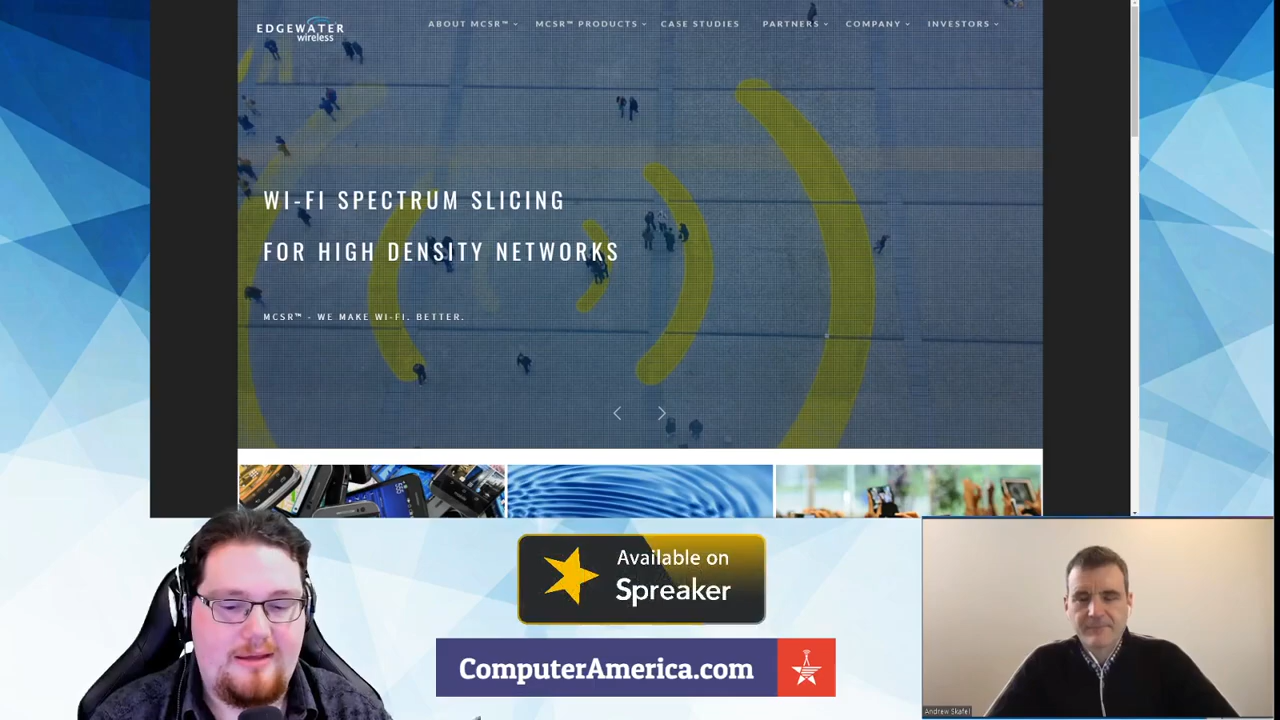 EDGEWATER
wireless
ABOUT MCSR™ MCSR™ PRODUCTS CASE STUDIES PARTNERS COMPANY INVESTORS
WI-FI SPECTRUM SLICING
FOR HIGH DENSITY NETWORKS
MCSR™ - WE MAKE WI-FI. BETTER.
Available on
Spreaker
ComputerAmerica.com
Andrew Skafel